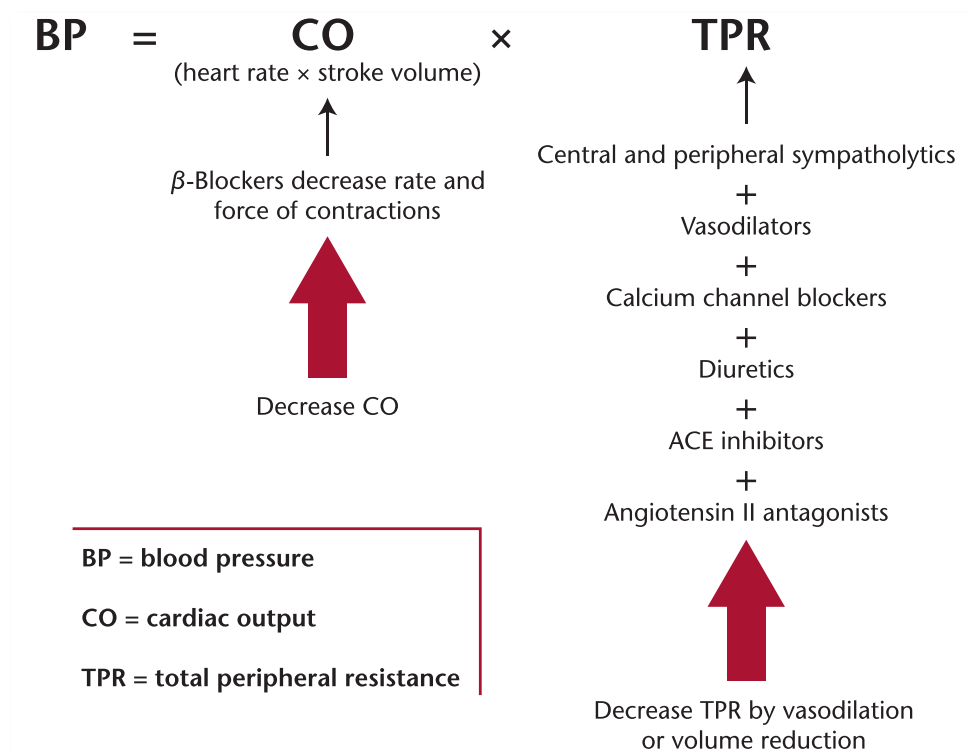 BP = CO × TPR
(heart rate × stroke volume)
β-Blockers decrease rate and
force of contractions
Decrease CO
Central and peripheral sympatholytics
+
Vasodilators
+
Calcium channel blockers
+
Diuretics
+
ACE inhibitors
+
Angiotensin II antagonists
Decrease TPR by vasodilation
or volume reduction
BP = blood pressure
CO = cardiac output
TPR = total peripheral resistance